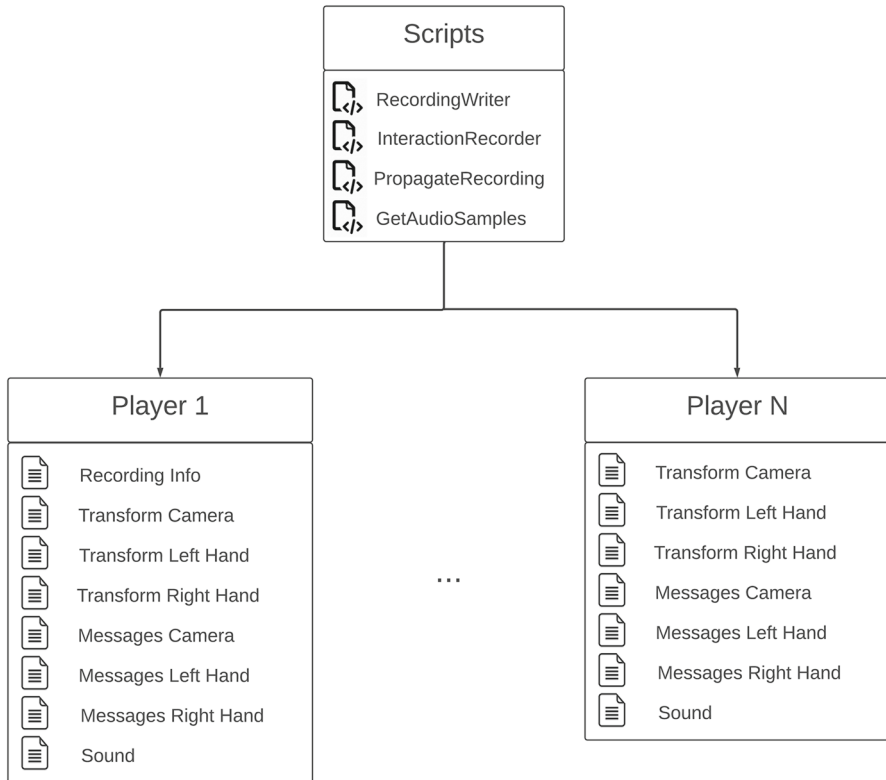 Scripts
RecordingWriter
InteractionRecorder
PropagateRecording
GetAudioSamples
Player 1
Recording Info
Transform Camera
Transform Left Hand
Transform Right Hand
Messages Camera
Messages Left Hand
Messages Right Hand
Sound
...
Player N
Transform Camera
Transform Left Hand
Transform Right Hand
Messages Camera
Messages Left Hand
Messages Right Hand
Sound